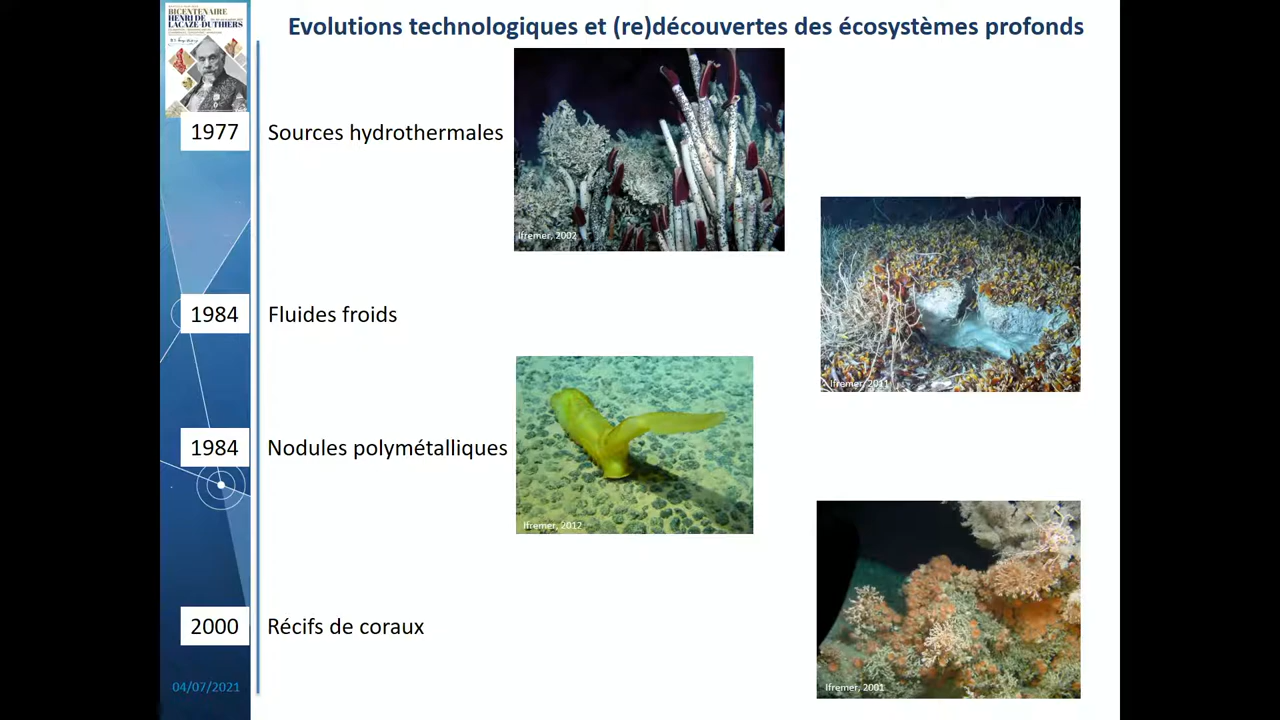 Evolutions technologiques et (re)découvertes des écosystèmes profonds
BICENTENAIRE
HENRI DE
LACAZE-DUTHIERS
1977
Sources hydrothermales
Ifremer, 2002
1984
Fluides froids
Ifremer, 2011
1984
Nodules polymétalliques
Ifremer, 2012
2000
Récifs de coraux
Ifremer, 2001
04/07/2021